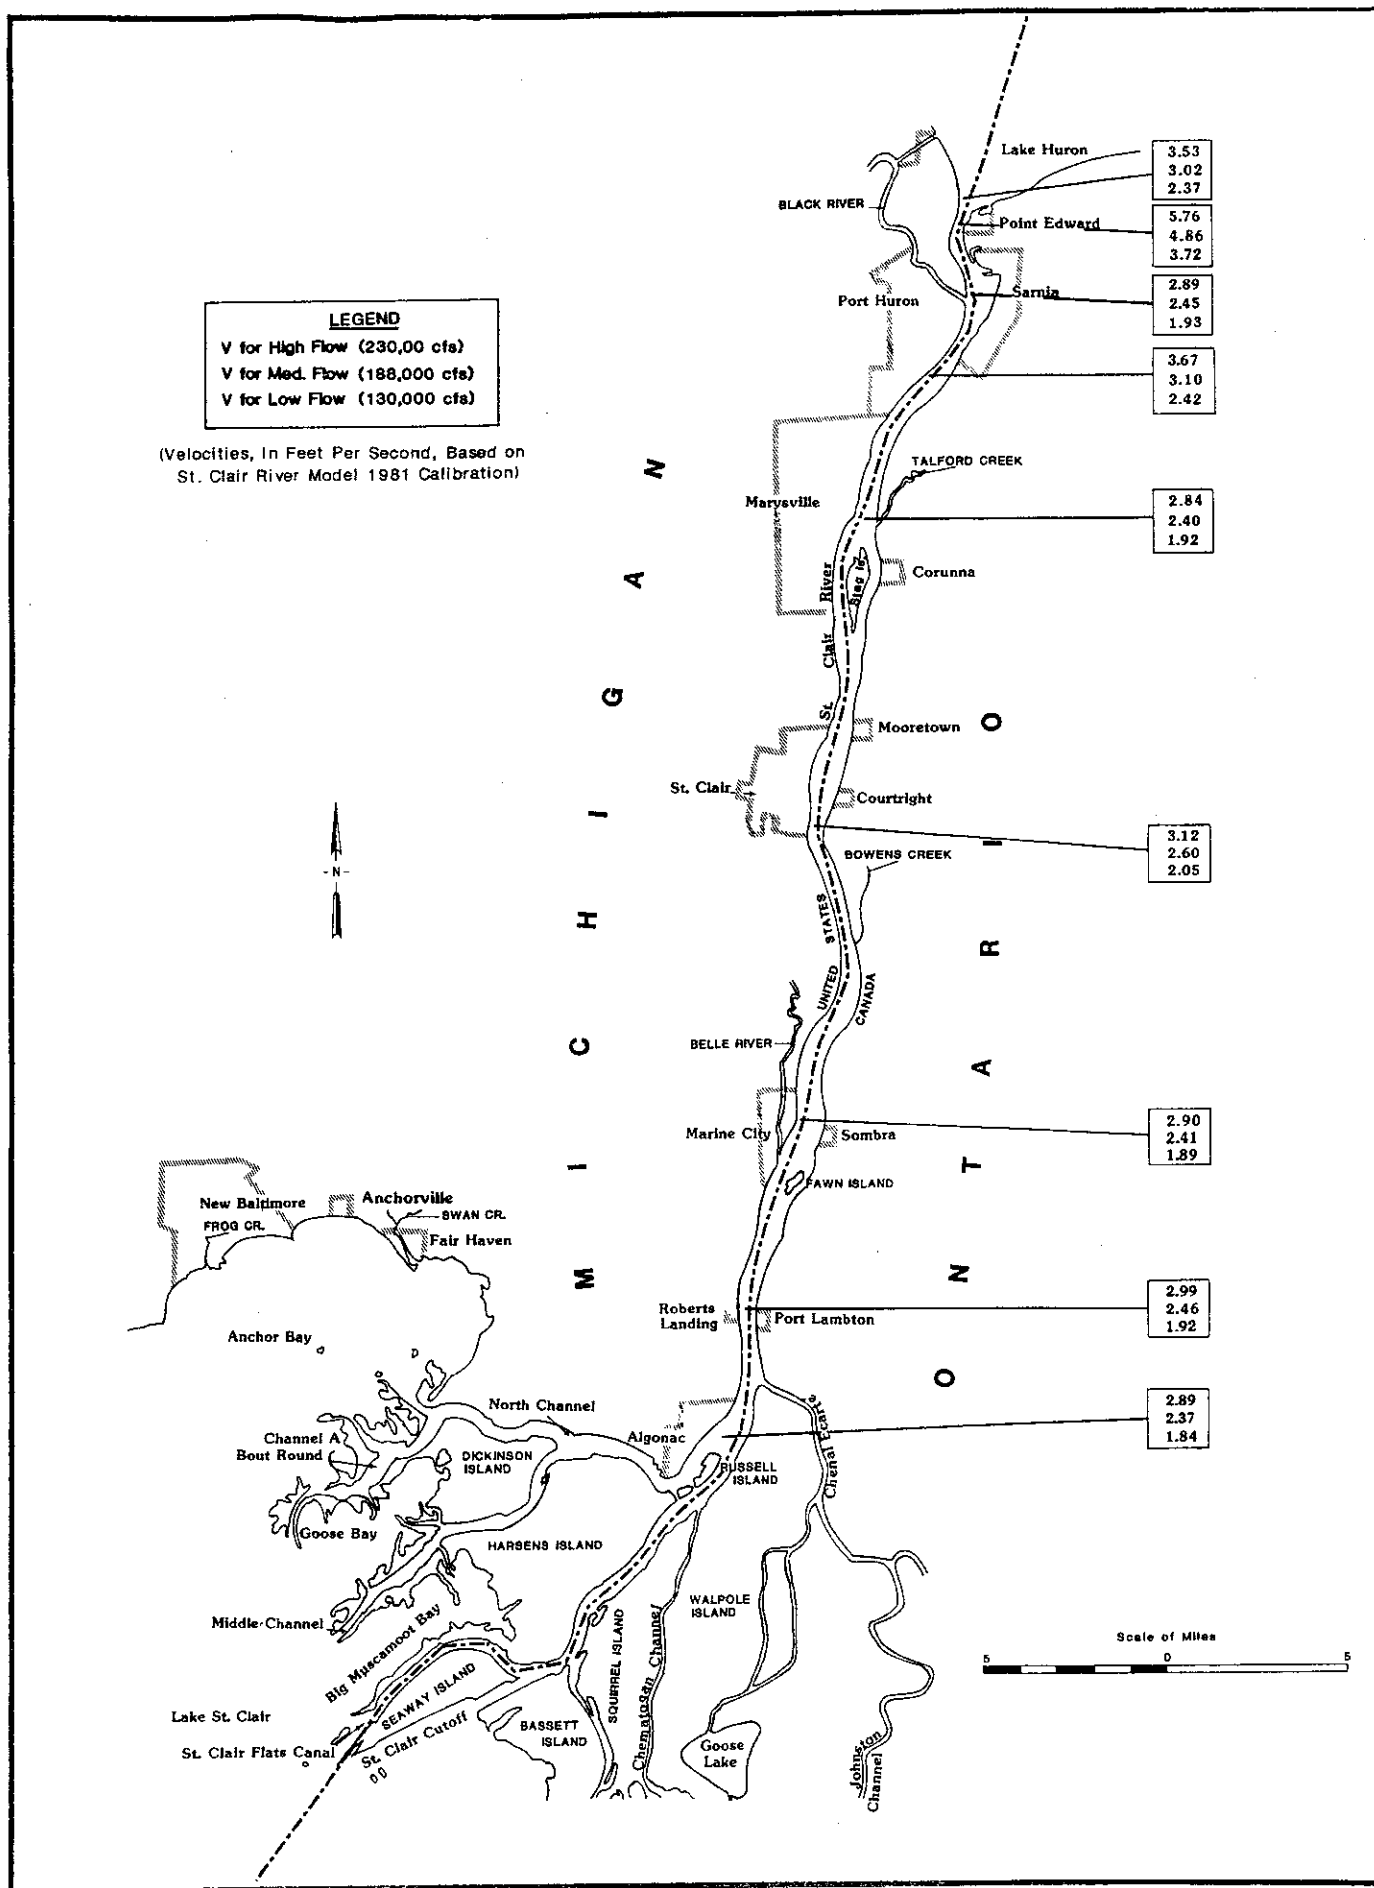 Lake Huron
3.53
3.02
2.37
BLACK RIVER
Point Edward
5.76
4.86
3.72
Port Huron
Sarnia
2.89
2.45
1.93
LEGEND
V for High Flow (230,00 cfs)
V for Med. Flow (188,000 cfs)
V for Low Flow (130,000 cfs)
(Velocities, In Feet Per Second, Based on
St. Clair River Model 1981 Calibration)
3.67
3.10
2.42
TALFORD CREEK
Marysville
2.84
2.40
1.92
Stag Is.
Corunna
St. Clair River
MICHIGAN
ONTARIO
Mooretown
St. Clair
Courtright
3.12
2.60
2.05
BOWENS CREEK
-N-
UNITED STATES
CANADA
BELLE RIVER
Marine City
Sombra
2.90
2.41
1.89
FAWN ISLAND
New Baltimore
Anchorville
FROG CR.
SWAN CR.
Fair Haven
Roberts
Landing
Port Lambton
2.99
2.46
1.92
Anchor Bay
North Channel
Algonac
Chenal Ecarte
2.89
2.37
1.84
Channel A
Bout Round
DICKINSON
ISLAND
RUSSELL
ISLAND
Goose Bay
HARSENS ISLAND
WALPOLE
ISLAND
Middle Channel
Big Muscamoot Bay
SQUIRREL ISLAND
Chematogan Channel
Scale of Miles
5 0 5
SEAWAY ISLAND
Lake St. Clair
St. Clair Flats Canal
St. Clair Cutoff
BASSETT
ISLAND
Goose
Lake
Johnston
Channel